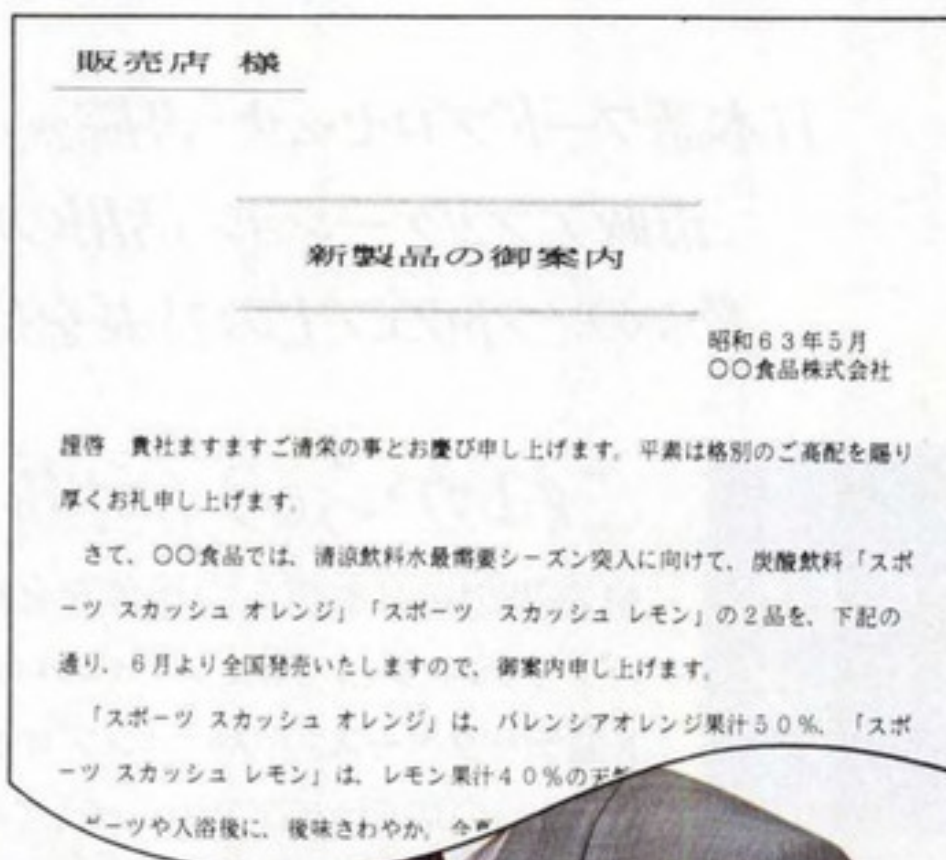 販売店 様
新製品の御案内
昭和63年5月
〇〇食品株式会社
謹啓 貴社ますますご清栄の事とお慶び申し上げます。平素は格別のご高配を賜り
厚くお礼申し上げます。
さて、〇〇食品では、清涼飲料水最需要シーズン突入に向けて、炭酸飲料「スポ
ーツ スカッシュ オレンジ」「スポーツ スカッシュ レモン」の2品を、下記の
通り、6月より全国発売いたしますので、御案内申し上げます。
「スポーツ スカッシュ オレンジ」は、バレンシアオレンジ果汁50%、「スポ
ーツ スカッシュ レモン」は、レモン果汁40%の天
ポーツや入浴後に、後味さわやか、今